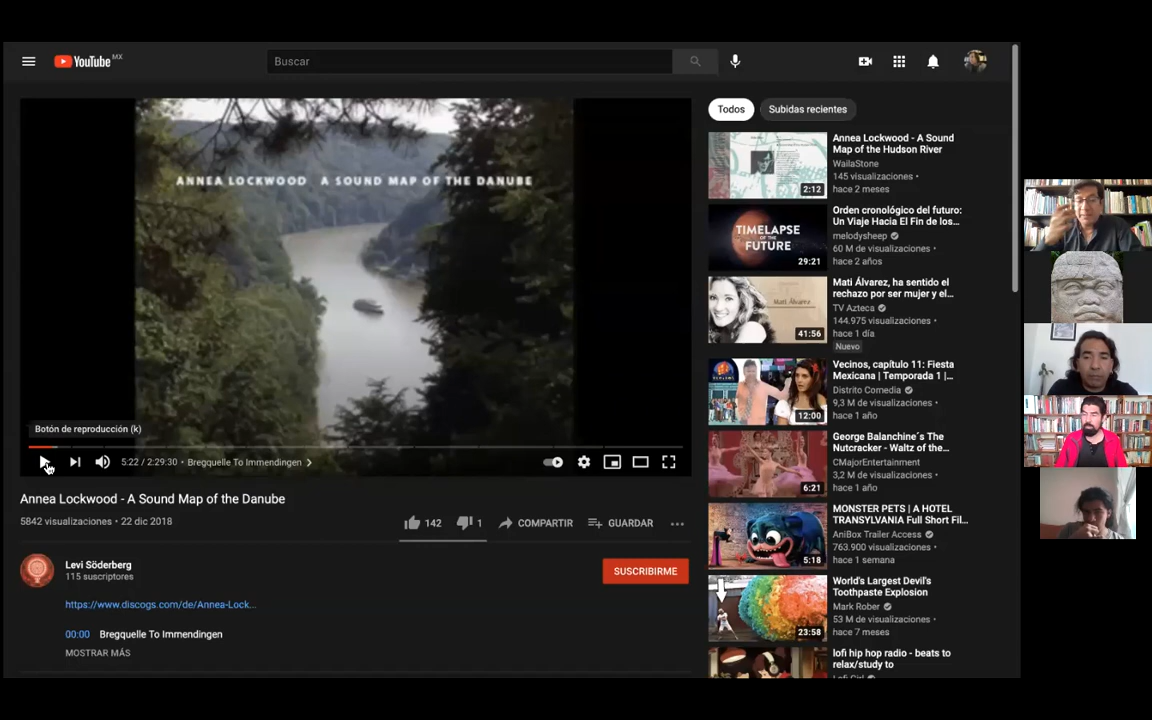 YouTube MX
Buscar
ANNEA LOCKWOOD A SOUND MAP OF THE DANUBE
Botón de reproducción (k)
5:22 / 2:29:30 • Bregquelle To Immendingen
Annea Lockwood - A Sound Map of the Danube
5842 visualizaciones • 22 dic 2018
142
1
COMPARTIR
GUARDAR
Levi Söderberg
115 suscriptores
SUSCRIBIRME
https://www.discogs.com/de/Annea-Lock...
00:00 Bregquelle To Immendingen
MOSTRAR MÁS
Todos
Subidas recientes
2:12
Annea Lockwood - A Sound
Map of the Hudson River
WailaStone
145 visualizaciones •
hace 2 meses
TIMELAPSE
OF THE
FUTURE
29:21
Orden cronológico del futuro:
Un Viaje Hacia El Fin de los...
melodysheep
60 M de visualizaciones •
hace 2 años
Mati Álvarez
41:56
Mati Álvarez, ha sentido el
rechazo por ser mujer y el...
TV Azteca
144.975 visualizaciones •
hace 1 día
Nuevo
12:00
Vecinos, capítulo 11: Fiesta
Mexicana | Temporada 1 |...
Distrito Comedia
9,3 M de visualizaciones •
hace 1 año
6:21
George Balanchine´s The
Nutcracker - Waltz of the...
CMajorEntertainment
3,2 M de visualizaciones •
hace 1 año
5:18
MONSTER PETS | A HOTEL
TRANSYLVANIA Full Short Fil...
AniBox Trailer Access
763.900 visualizaciones •
hace 1 semana
23:58
World's Largest Devil's
Toothpaste Explosion
Mark Rober
53 M de visualizaciones •
hace 7 meses
lofi hip hop radio - beats to
relax/study to